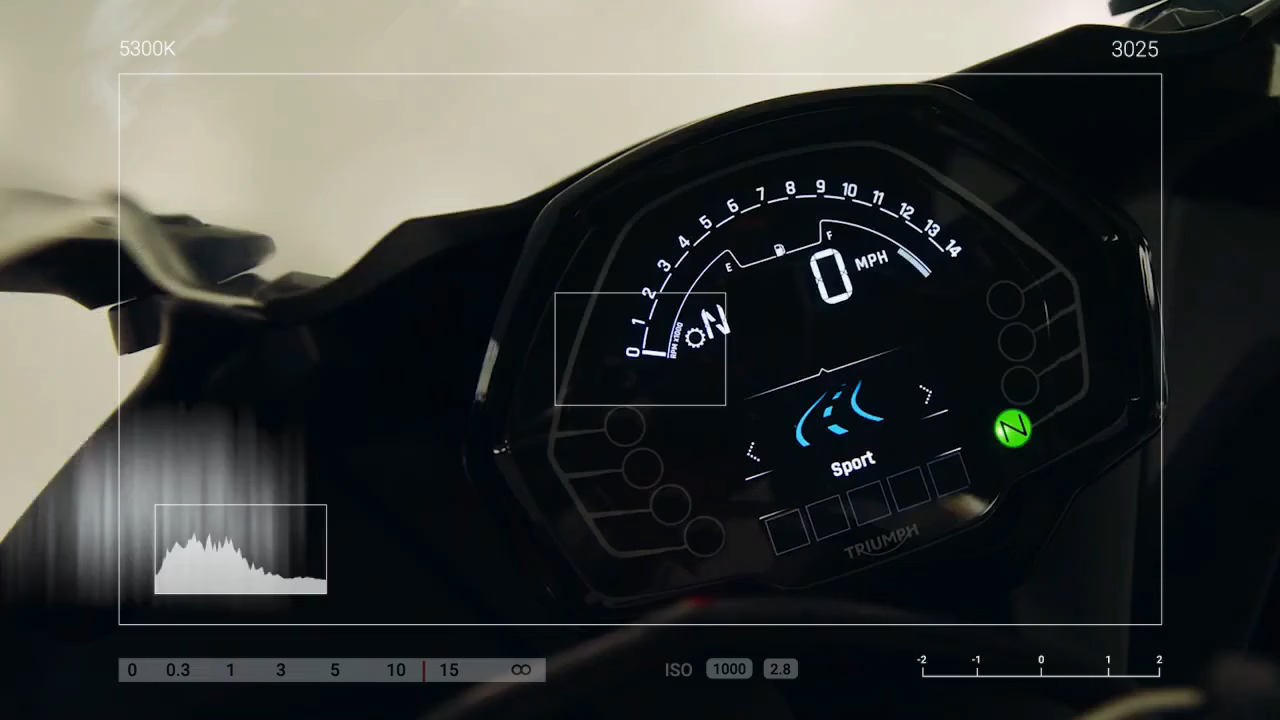 5300K
3025
0 1 2 3 4 5 6 7 8 9 10 11 12 13 14
E F
0 MPH
RPM X1000
N
Sport
N
TRIUMPH
0 0.3 1 3 5 10 15 ∞
ISO 1000 2.8
-2 -1 0 1 2